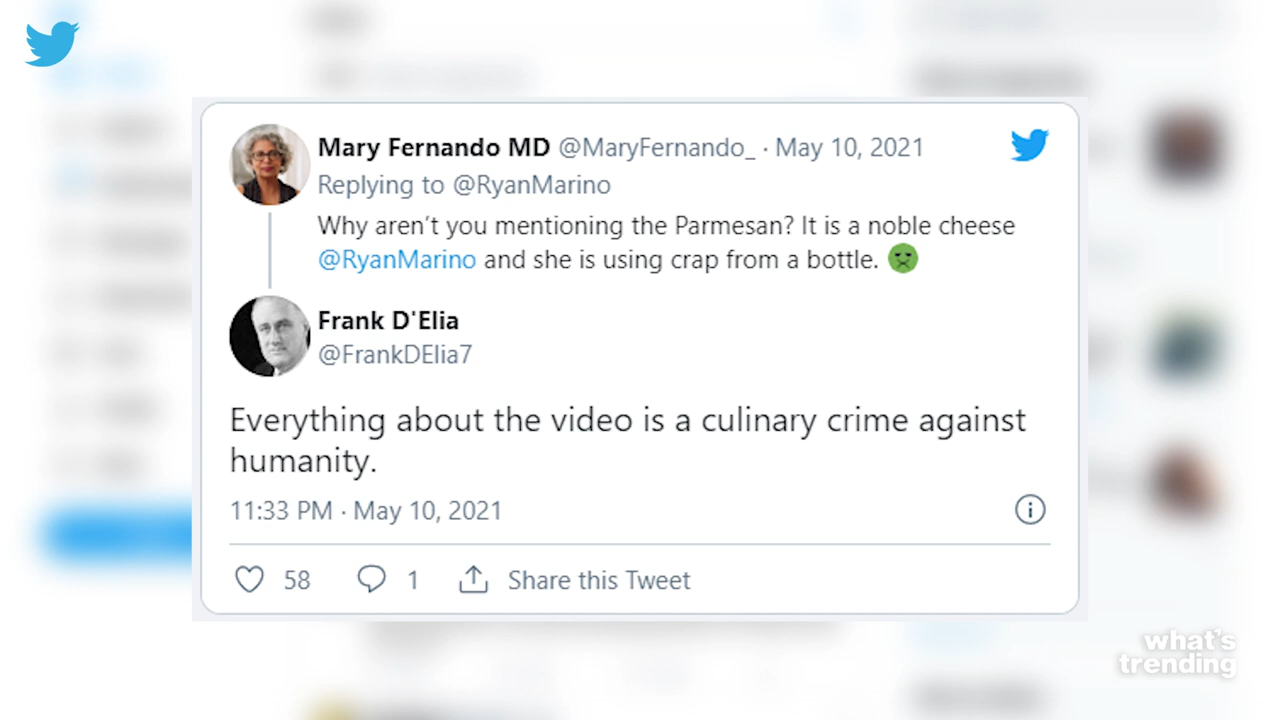 Mary Fernando MD @MaryFernando_ · May 10, 2021
Replying to @RyanMarino
Why aren’t you mentioning the Parmesan? It is a noble cheese
@RyanMarino and she is using crap from a bottle.
Frank D'Elia
@FrankDElia7
Everything about the video is a culinary crime against
humanity.
11:33 PM · May 10, 2021
58 1 Share this Tweet
what's
trending